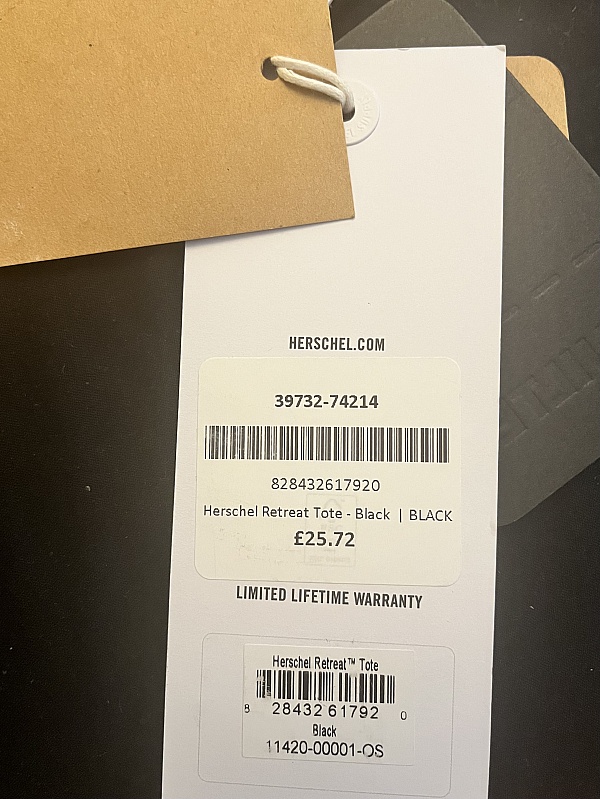 HERSCHEL.COM
39732-74214
828432617920
Herschel Retreat Tote - Black | BLACK
£25.72
LIMITED LIFETIME WARRANTY
Herschel Retreat™ Tote
8 28432 61792 0
Black
11420-00001-OS